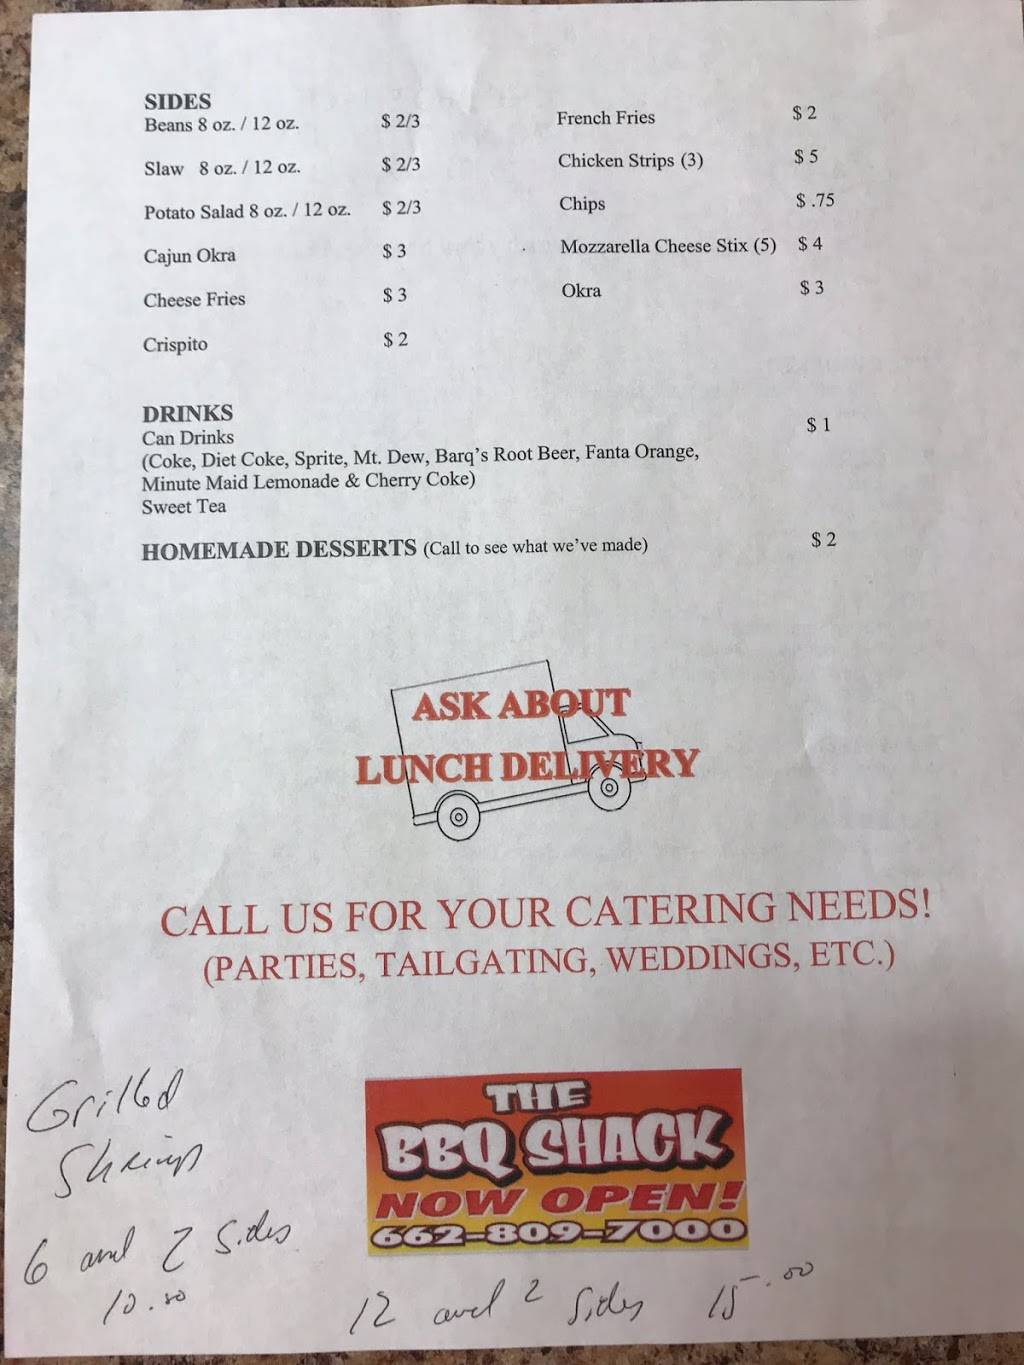 SIDES
Beans 8 oz. / 12 oz. $ 2/3
Slaw 8 oz. / 12 oz. $ 2/3
Potato Salad 8 oz. / 12 oz. $ 2/3
Cajun Okra $ 3
Cheese Fries $ 3
Crispito $ 2
French Fries $ 2
Chicken Strips (3) $ 5
Chips $ .75
Mozzarella Cheese Stix (5) $ 4
Okra $ 3
DRINKS
Can Drinks $ 1
(Coke, Diet Coke, Sprite, Mt. Dew, Barq's Root Beer, Fanta Orange,
Minute Maid Lemonade & Cherry Coke)
Sweet Tea
HOMEMADE DESSERTS (Call to see what we've made) $ 2
ASK ABOUT
LUNCH DELIVERY
CALL US FOR YOUR CATERING NEEDS!
(PARTIES, TAILGATING, WEDDINGS, ETC.)
THE
BBQ SHACK
NOW OPEN!
662-809-7000
Grilled
Shrimp
6 and 2 Sides
10.00
12 and 2 Sides 15.00